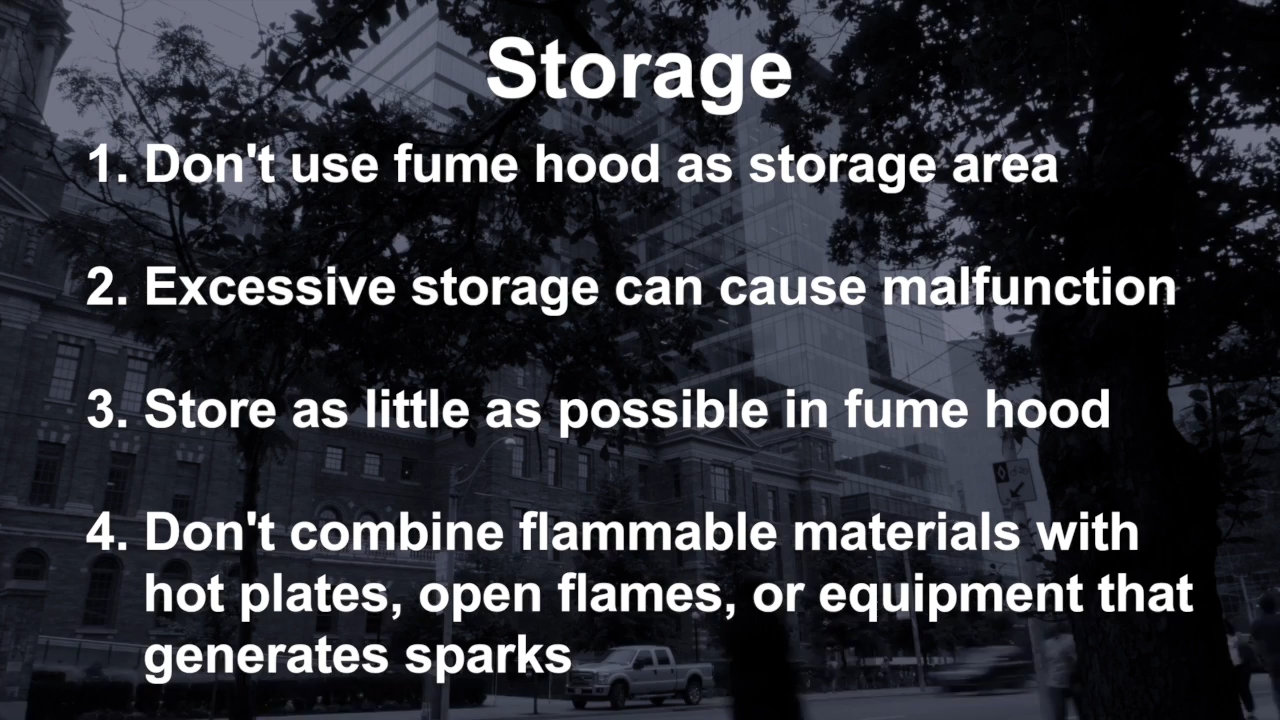 Storage
1. Don't use fume hood as storage area
2. Excessive storage can cause malfunction
3. Store as little as possible in fume hood
4. Don't combine flammable materials with
hot plates, open flames, or equipment that
generates sparks